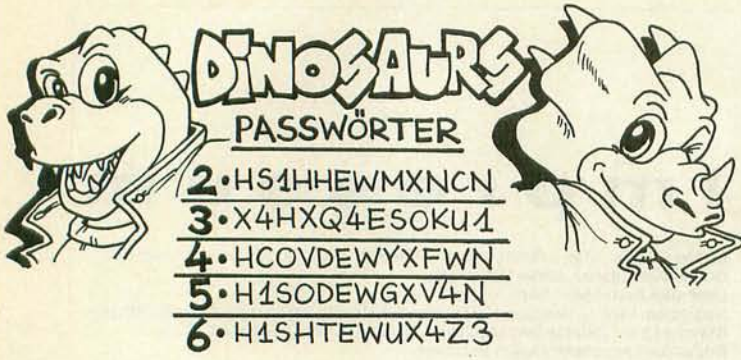 DINOSAURS
PASSWÖRTER
2•HS1HHEWMXNCN
3•X4HXQ4ESOKU1
4•HCOVDEWYXFWN
5•H1SODEWGXV4N
6•H1SHTEWUX4Z3